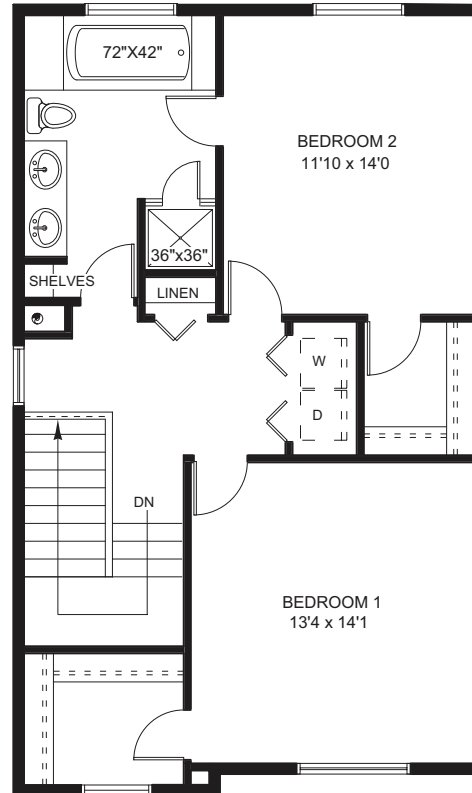 72"X42"
BEDROOM 2
11'10 x 14'0
36"x36"
SHELVES
LINEN
W
D
DN
BEDROOM 1
13'4 x 14'1